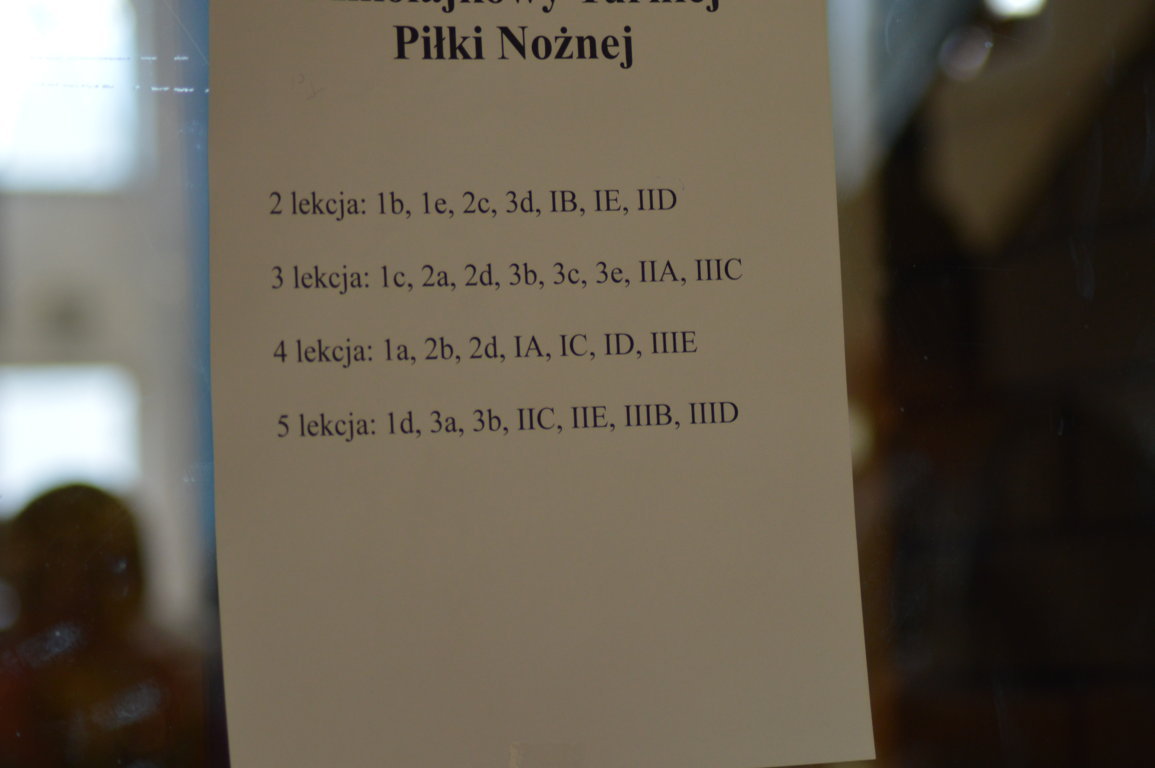 Piłki Nożnej
2 lekcja: 1b, 1e, 2c, 3d, IB, IE, IID
3 lekcja: 1c, 2a, 2d, 3b, 3c, 3e, IIA, IIIC
4 lekcja: 1a, 2b, 2d, IA, IC, ID, IIIE
5 lekcja: 1d, 3a, 3b, IIC, IIE, IIIB, IIID